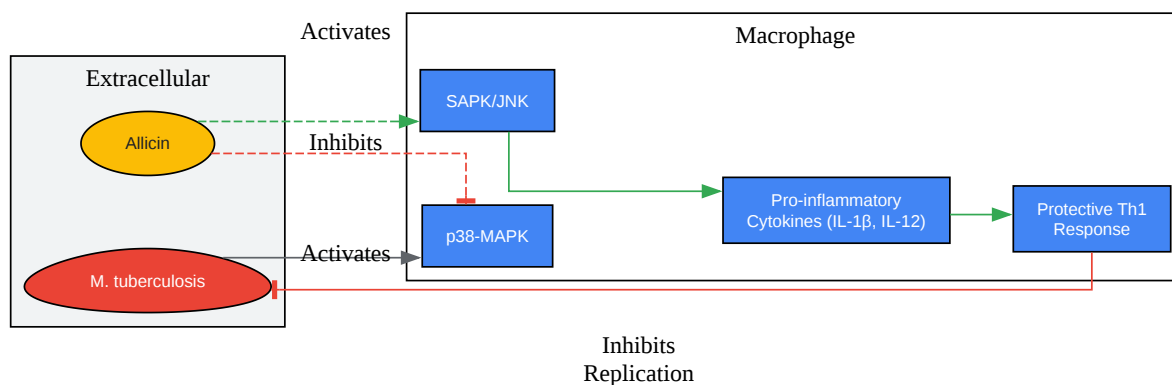 Activates
Macrophage
Extracellular
SAPK/JNK
Allicin
Inhibits
Pro-inflammatory
Cytokines (IL-1β, IL-12)
Protective Th1
Response
p38-MAPK
Activates
M. tuberculosis
Inhibits
Replication